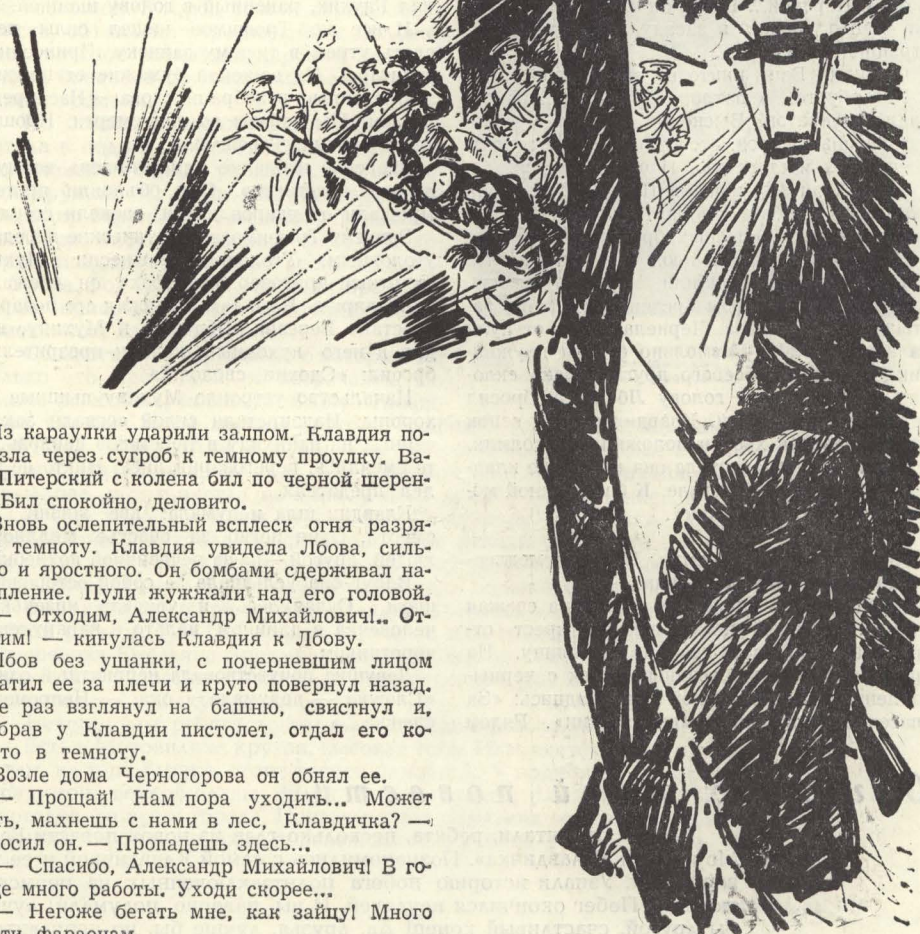 Из караулки ударили залпом. Клавдия по-
зла через сугроб к темному проулку. Ва-
Питерский с колена бил по черной шерен-
Бил спокойно, деловито.
Вновь ослепительный всплеск огня разря-
темноту. Клавдия увидела Лбова, силь-
о и яростного. Он бомбами сдерживал на-
пление. Пули жужжали над его головой.
— Отходим, Александр Михайлович!.. От-
им! — кинулась Клавдия к Лбову.
Лбов без ушанки, с почерневшим лицом
атил ее за плечи и круто повернул назад.
е раз взглянул на башню, свистнул и,
брав у Клавдии пистолет, отдал его ко-
то в темноту.
Возле дома Черногорова он обнял ее.
— Прощай! Нам пора уходить... Может
ть, махнешь с нами в лес, Клавдичка? —
осил он. — Пропадешь здесь...
— Спасибо, Александр Михайлович! В го-
е много работы. Уходи скорее...
— Негоже бегать мне, как зайцу! Много
ти фараонам